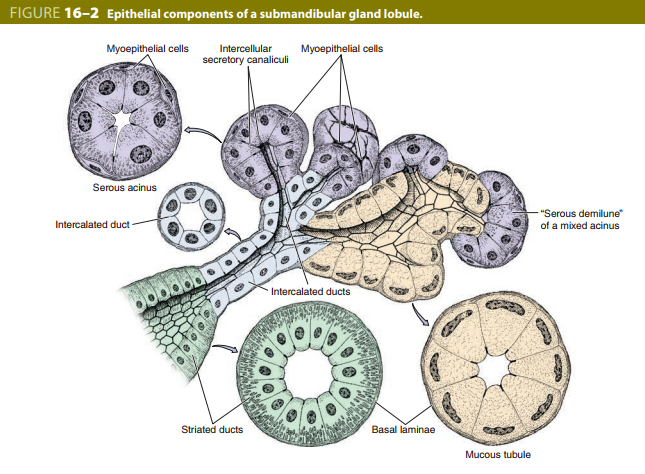 FIGURE 16–2 Epithelial components of a submandibular gland lobule.
Myoepithelial cells
Intercellular
secretory canaliculi
Myoepithelial cells
Serous acinus
Intercalated duct
“Serous demilune”
of a mixed acinus
Intercalated ducts
Striated ducts
Basal laminae
Mucous tubule